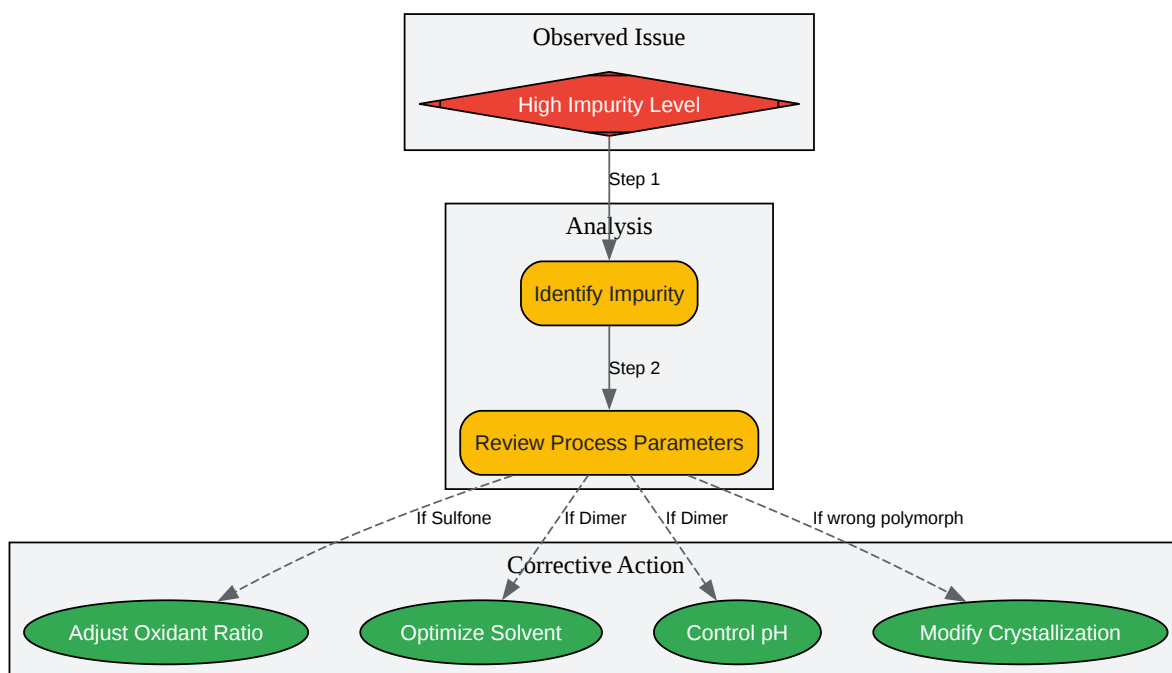 Observed Issue
High Impurity Level
Step 1
Analysis
Identify Impurity
Step 2
Review Process Parameters
If Sulfone
If Dimer
If Dimer
If wrong polymorph
Corrective Action
Adjust Oxidant Ratio
Optimize Solvent
Control pH
Modify Crystallization